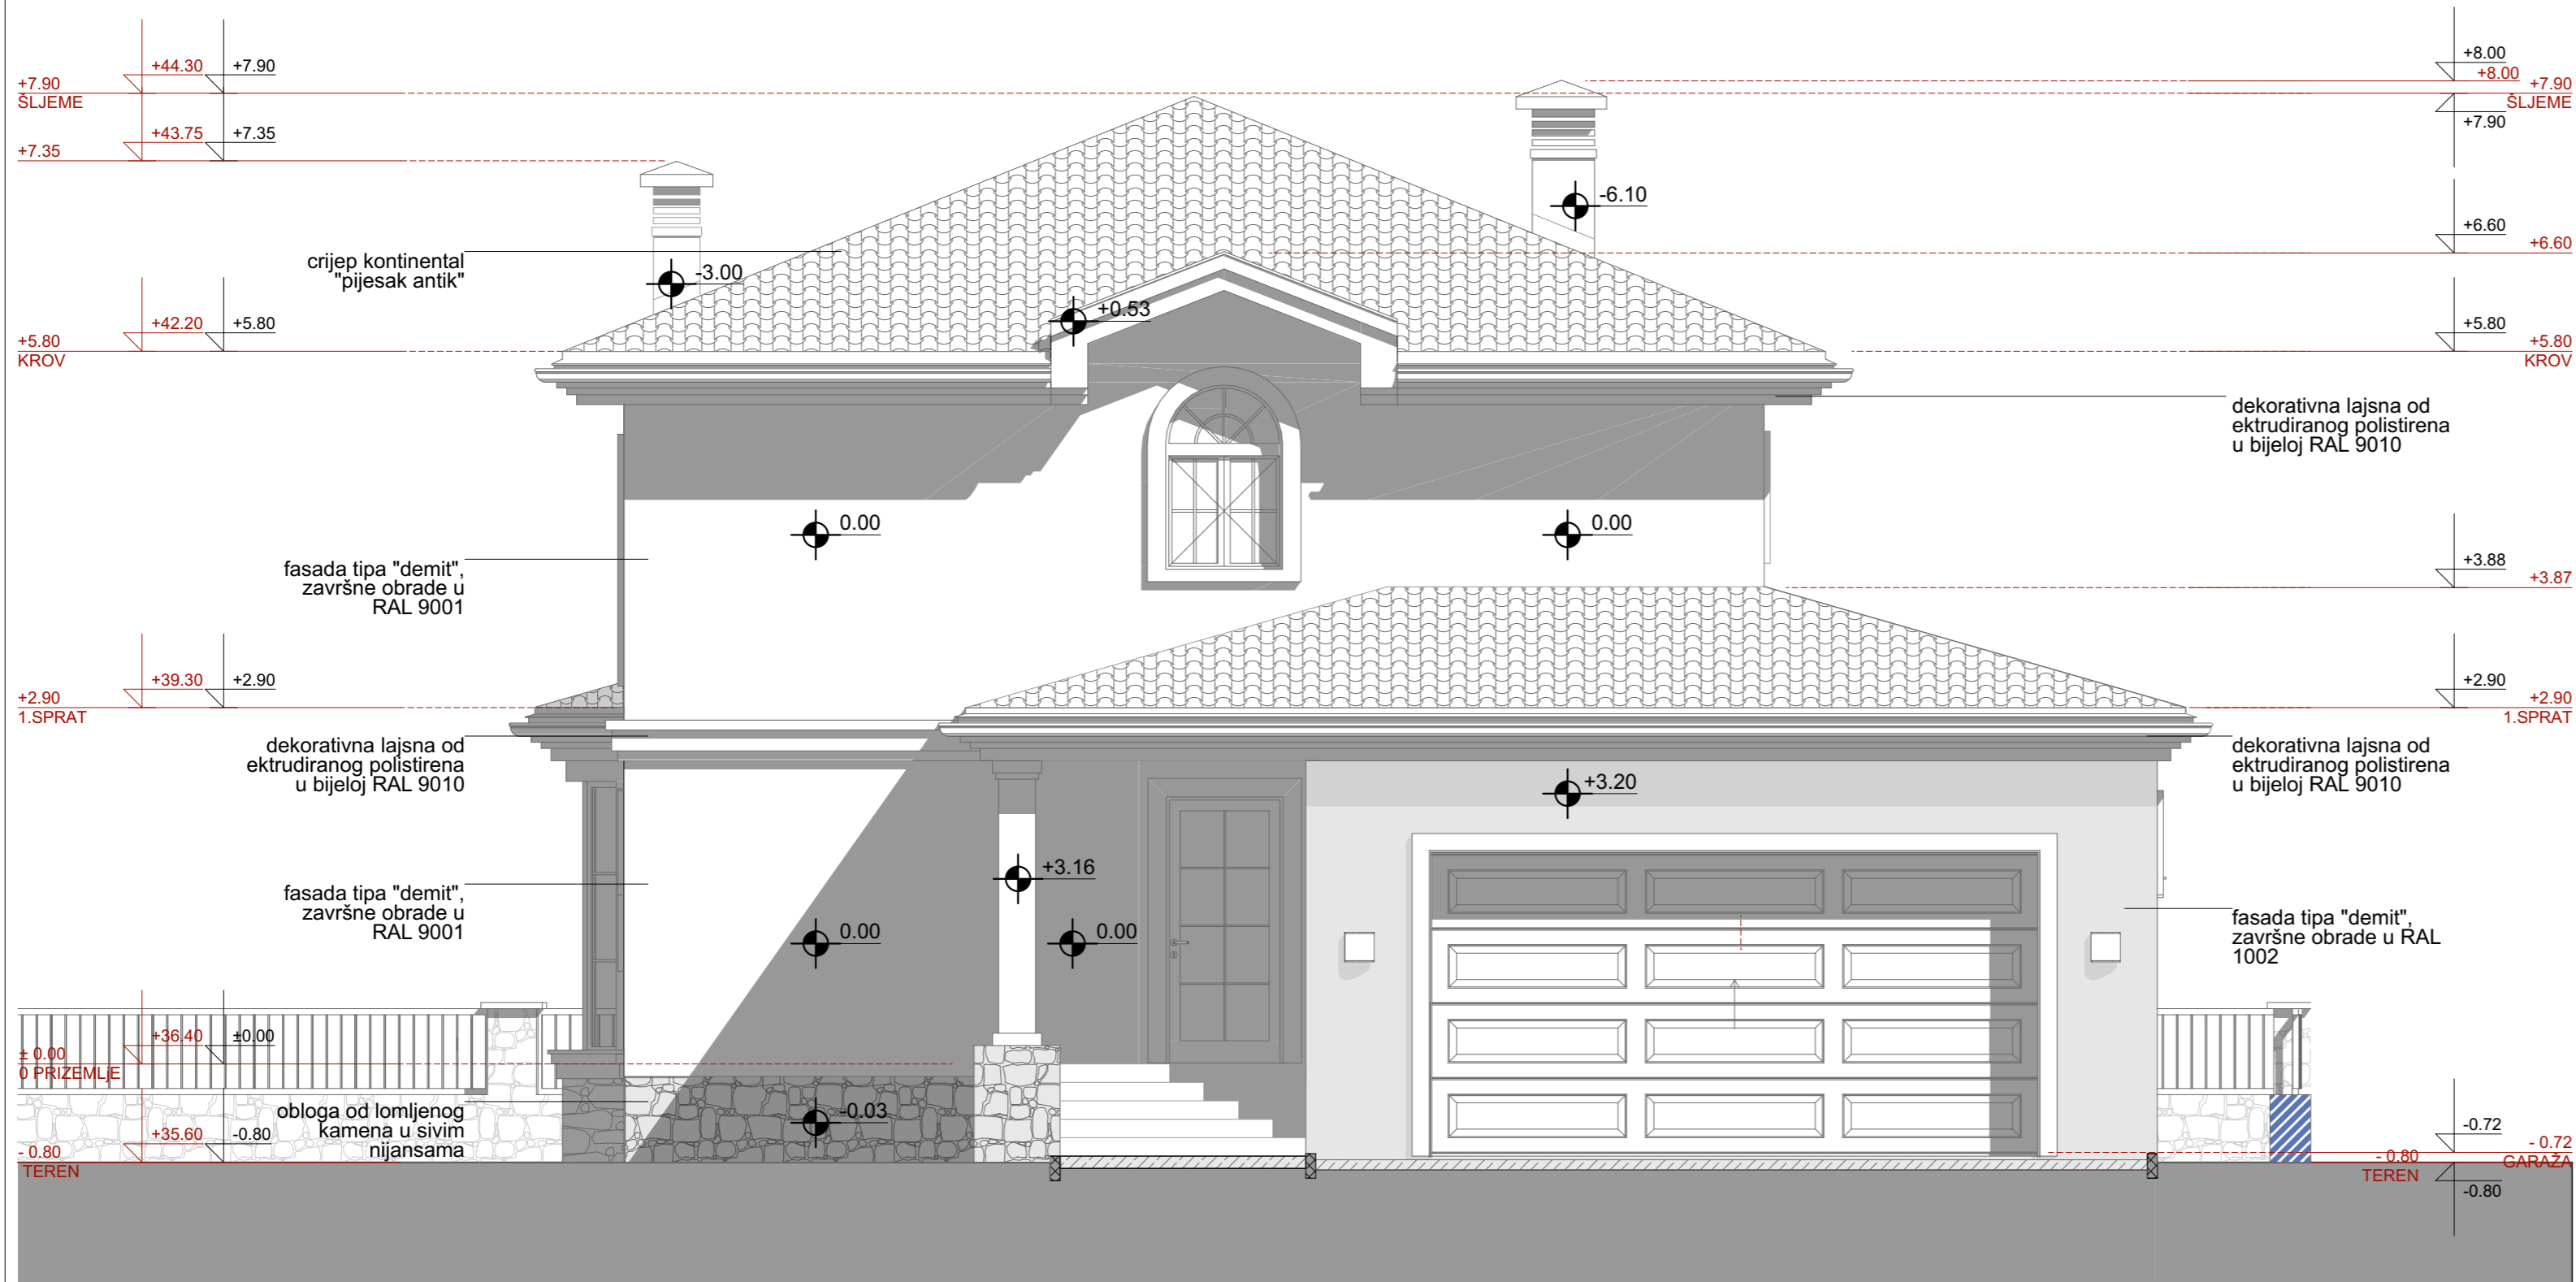 +44.30
+7.90
+7.90
ŠLJEME
+43.75
+7.35
+7.35
crijep kontinental
"pijesak antik"
+42.20
+5.80
+5.80
KROV
fasada tipa "demit",
završne obrade u
RAL 9001
+39.30
+2.90
+2.90
1.SPRAT
dekorativna lajsna od
ektrudiranog polistirena
u bijeloj RAL 9010
fasada tipa "demit",
završne obrade u
RAL 9001
+36.40
±0.00
± 0.00
0 PRIZEMLjE
obloga od lomljenog
kamena u sivim
nijansama
+35.60
-0.80
- 0.80
TEREN
-3.00
-6.10
+0.53
0.00
0.00
+3.20
+3.16
0.00
0.00
-0.03
+8.00
+8.00
+7.90
ŠLJEME
+7.90
+6.60
+6.60
+5.80
+5.80
KROV
dekorativna lajsna od
ektrudiranog polistirena
u bijeloj RAL 9010
+3.88
+3.87
+2.90
+2.90
1.SPRAT
dekorativna lajsna od
ektrudiranog polistirena
u bijeloj RAL 9010
fasada tipa "demit",
završne obrade u RAL
1002
-0.72
- 0.72
GARAŽA
- 0.80
TEREN
-0.80